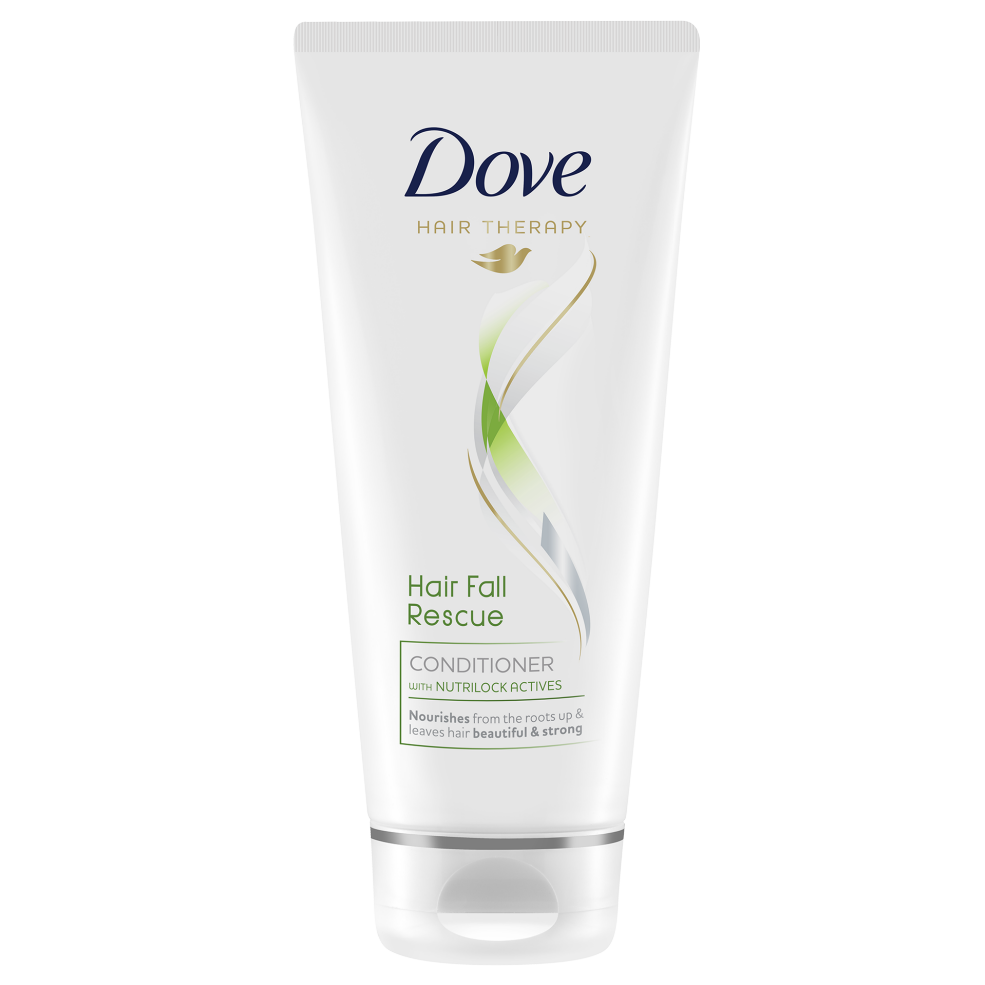 Dove
HAIR THERAPY
Hair Fall
Rescue
CONDITIONER
WITH NUTRILOCK ACTIVES
Nourishes from the roots up &
leaves hair beautiful & strong